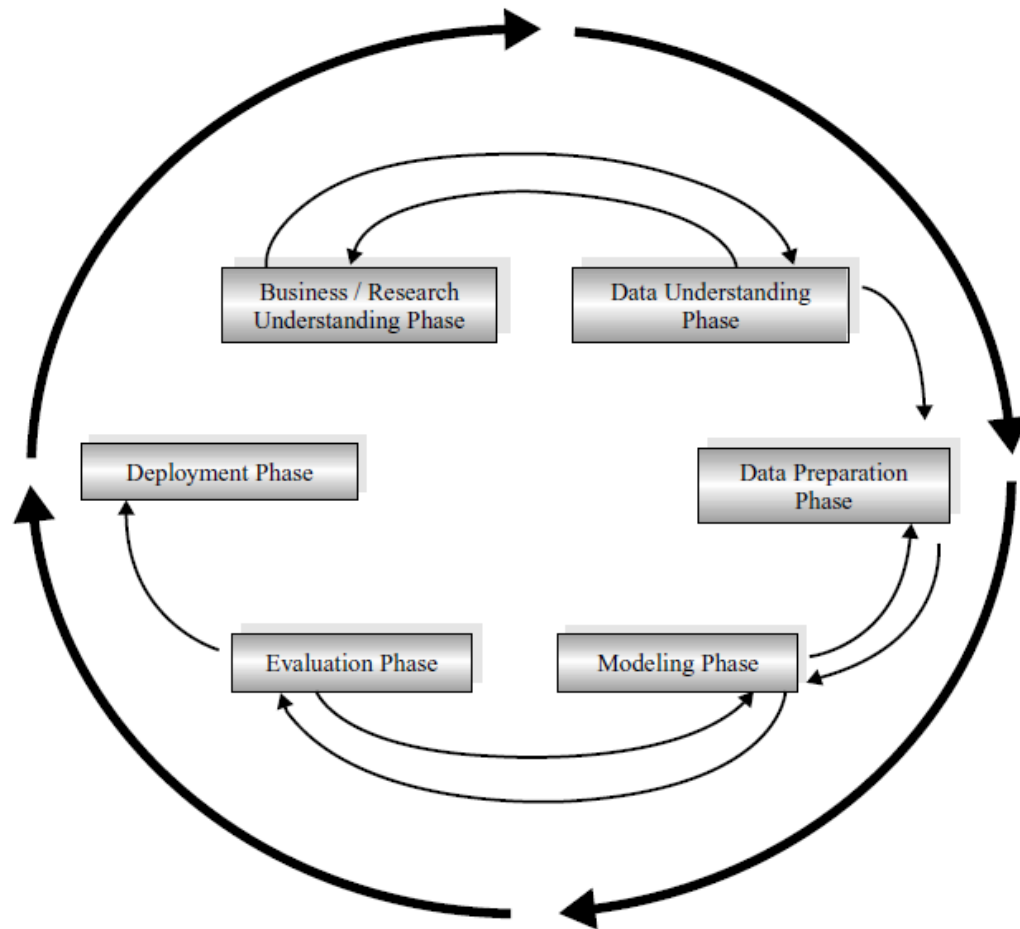 Business / Research
Understanding Phase
Data Understanding
Phase
Deployment Phase
Data Preparation
Phase
Evaluation Phase
Modeling Phase